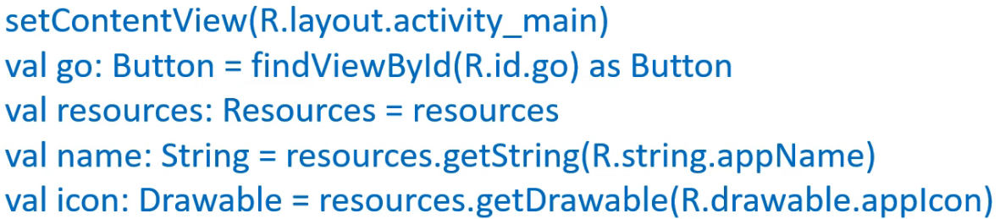 setContentView(R.layout.activity_main)
val go: Button = findViewById(R.id.go) as Button
val resources: Resources = resources
val name: String = resources.getString(R.string.appName)
val icon: Drawable = resources.getDrawable(R.drawable.appIcon)